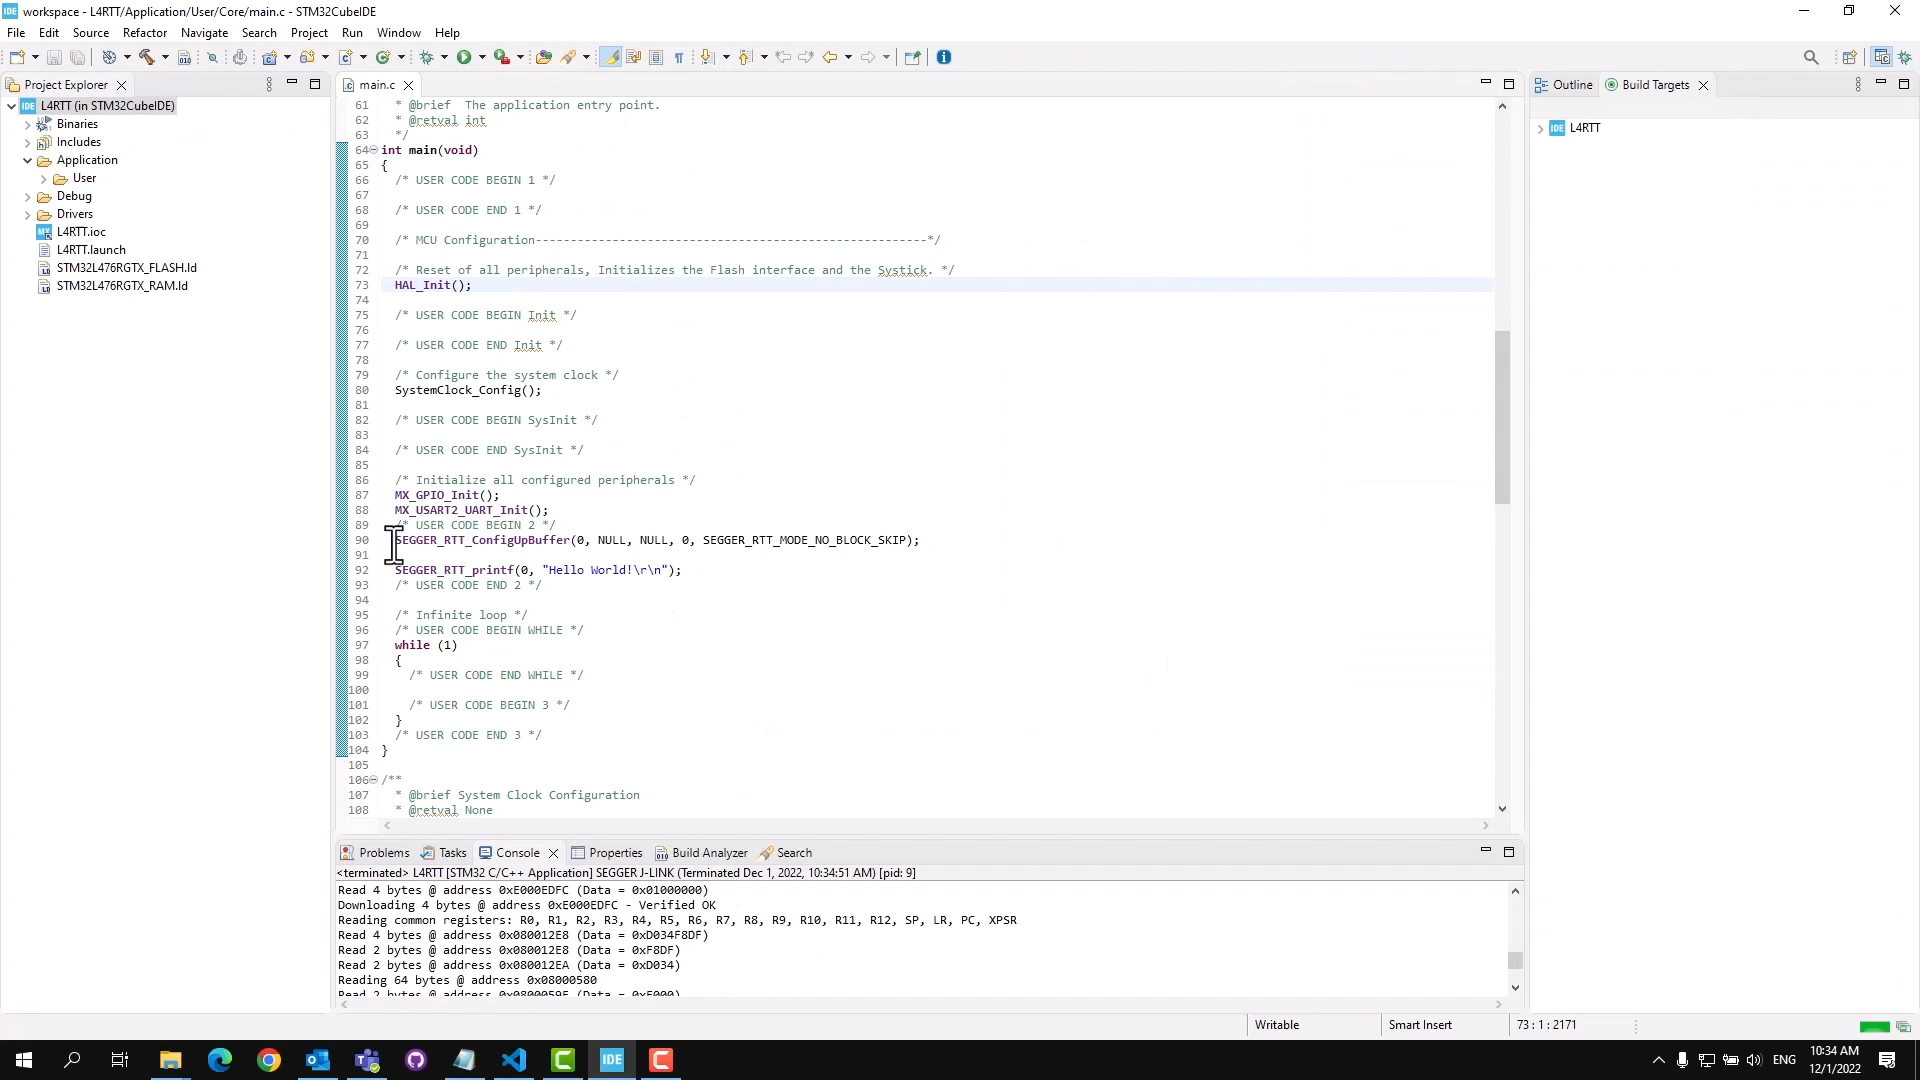 workspace - L4RTT/Application/User/Core/main.c - STM32CubeIDE
File Edit Source Refactor Navigate Search Project Run Window Help
Project Explorer
main.c
Outline
Build Targets
L4RTT (in STM32CubeIDE)
Binaries
Includes
Application
User
Debug
Drivers
L4RTT.ioc
L4RTT.launch
STM32L476RGTX_FLASH.ld
STM32L476RGTX_RAM.ld
61 * @brief  The application entry point.
62 * @retval int
63 */
64 int main(void)
65 {
66 /* USER CODE BEGIN 1 */
67
68 /* USER CODE END 1 */
69
70 /* MCU Configuration--------------------------------------------------------*/
71
72 /* Reset of all peripherals, Initializes the Flash interface and the Systick. */
73 HAL_Init();
74
75 /* USER CODE BEGIN Init */
76
77 /* USER CODE END Init */
78
79 /* Configure the system clock */
80 SystemClock_Config();
81
82 /* USER CODE BEGIN SysInit */
83
84 /* USER CODE END SysInit */
85
86 /* Initialize all configured peripherals */
87 MX_GPIO_Init();
88 MX_USART2_UART_Init();
89 /* USER CODE BEGIN 2 */
90 SEGGER_RTT_ConfigUpBuffer(0, NULL, NULL, 0, SEGGER_RTT_MODE_NO_BLOCK_SKIP);
91
92 SEGGER_RTT_printf(0, "Hello World!\r\n");
93 /* USER CODE END 2 */
94
95 /* Infinite loop */
96 /* USER CODE BEGIN WHILE */
97 while (1)
98 {
99 /* USER CODE END WHILE */
100
101 /* USER CODE BEGIN 3 */
102 }
103 /* USER CODE END 3 */
104 }
105
106 /**
107 * @brief System Clock Configuration
108 * @retval None
L4RTT
Problems Tasks Console Properties Build Analyzer Search
<terminated> L4RTT [STM32 C/C++ Application] SEGGER J-LINK (Terminated Dec 1, 2022, 10:34:51 AM) [pid: 9]
Read 4 bytes @ address 0xE000EDFC (Data = 0x01000000)
Downloading 4 bytes @ address 0xE000EDFC - Verified OK
Reading common registers: R0, R1, R2, R3, R4, R5, R6, R7, R8, R9, R10, R11, R12, SP, LR, PC, XPSR
Read 4 bytes @ address 0x080012E8 (Data = 0xD034F8DF)
Read 2 bytes @ address 0x080012E8 (Data = 0xF8DF)
Read 2 bytes @ address 0x080012EA (Data = 0xD034)
Reading 64 bytes @ address 0x08000580
Read 2 bytes @ address 0x0800059E (Data = 0xE000)
Writable
Smart Insert
73 : 1 : 2171
IDE
ENG
10:34 AM
12/1/2022